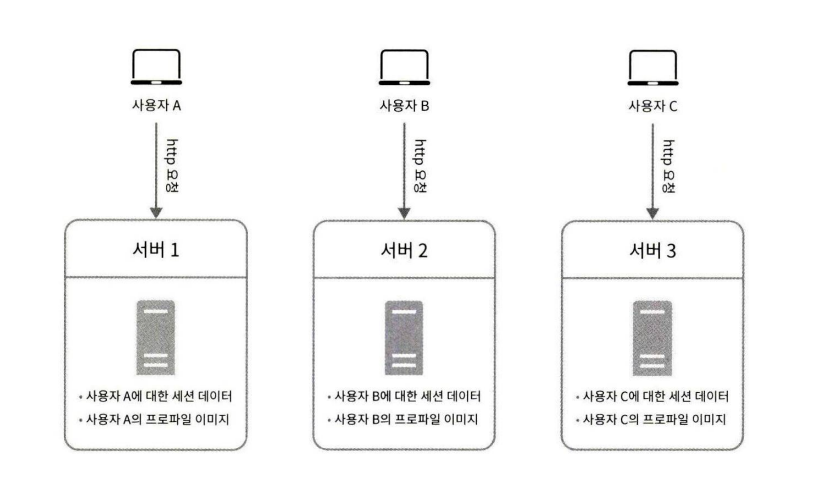 사용자 A
사용자 B
사용자 C
http 요청
http 요청
http 요청
서버 1
서버 2
서버 3
• 사용자 A에 대한 세션 데이터
• 사용자 A의 프로파일 이미지
• 사용자 B에 대한 세션 데이터
• 사용자 B의 프로파일 이미지
• 사용자 C에 대한 세션 데이터
• 사용자 C의 프로파일 이미지